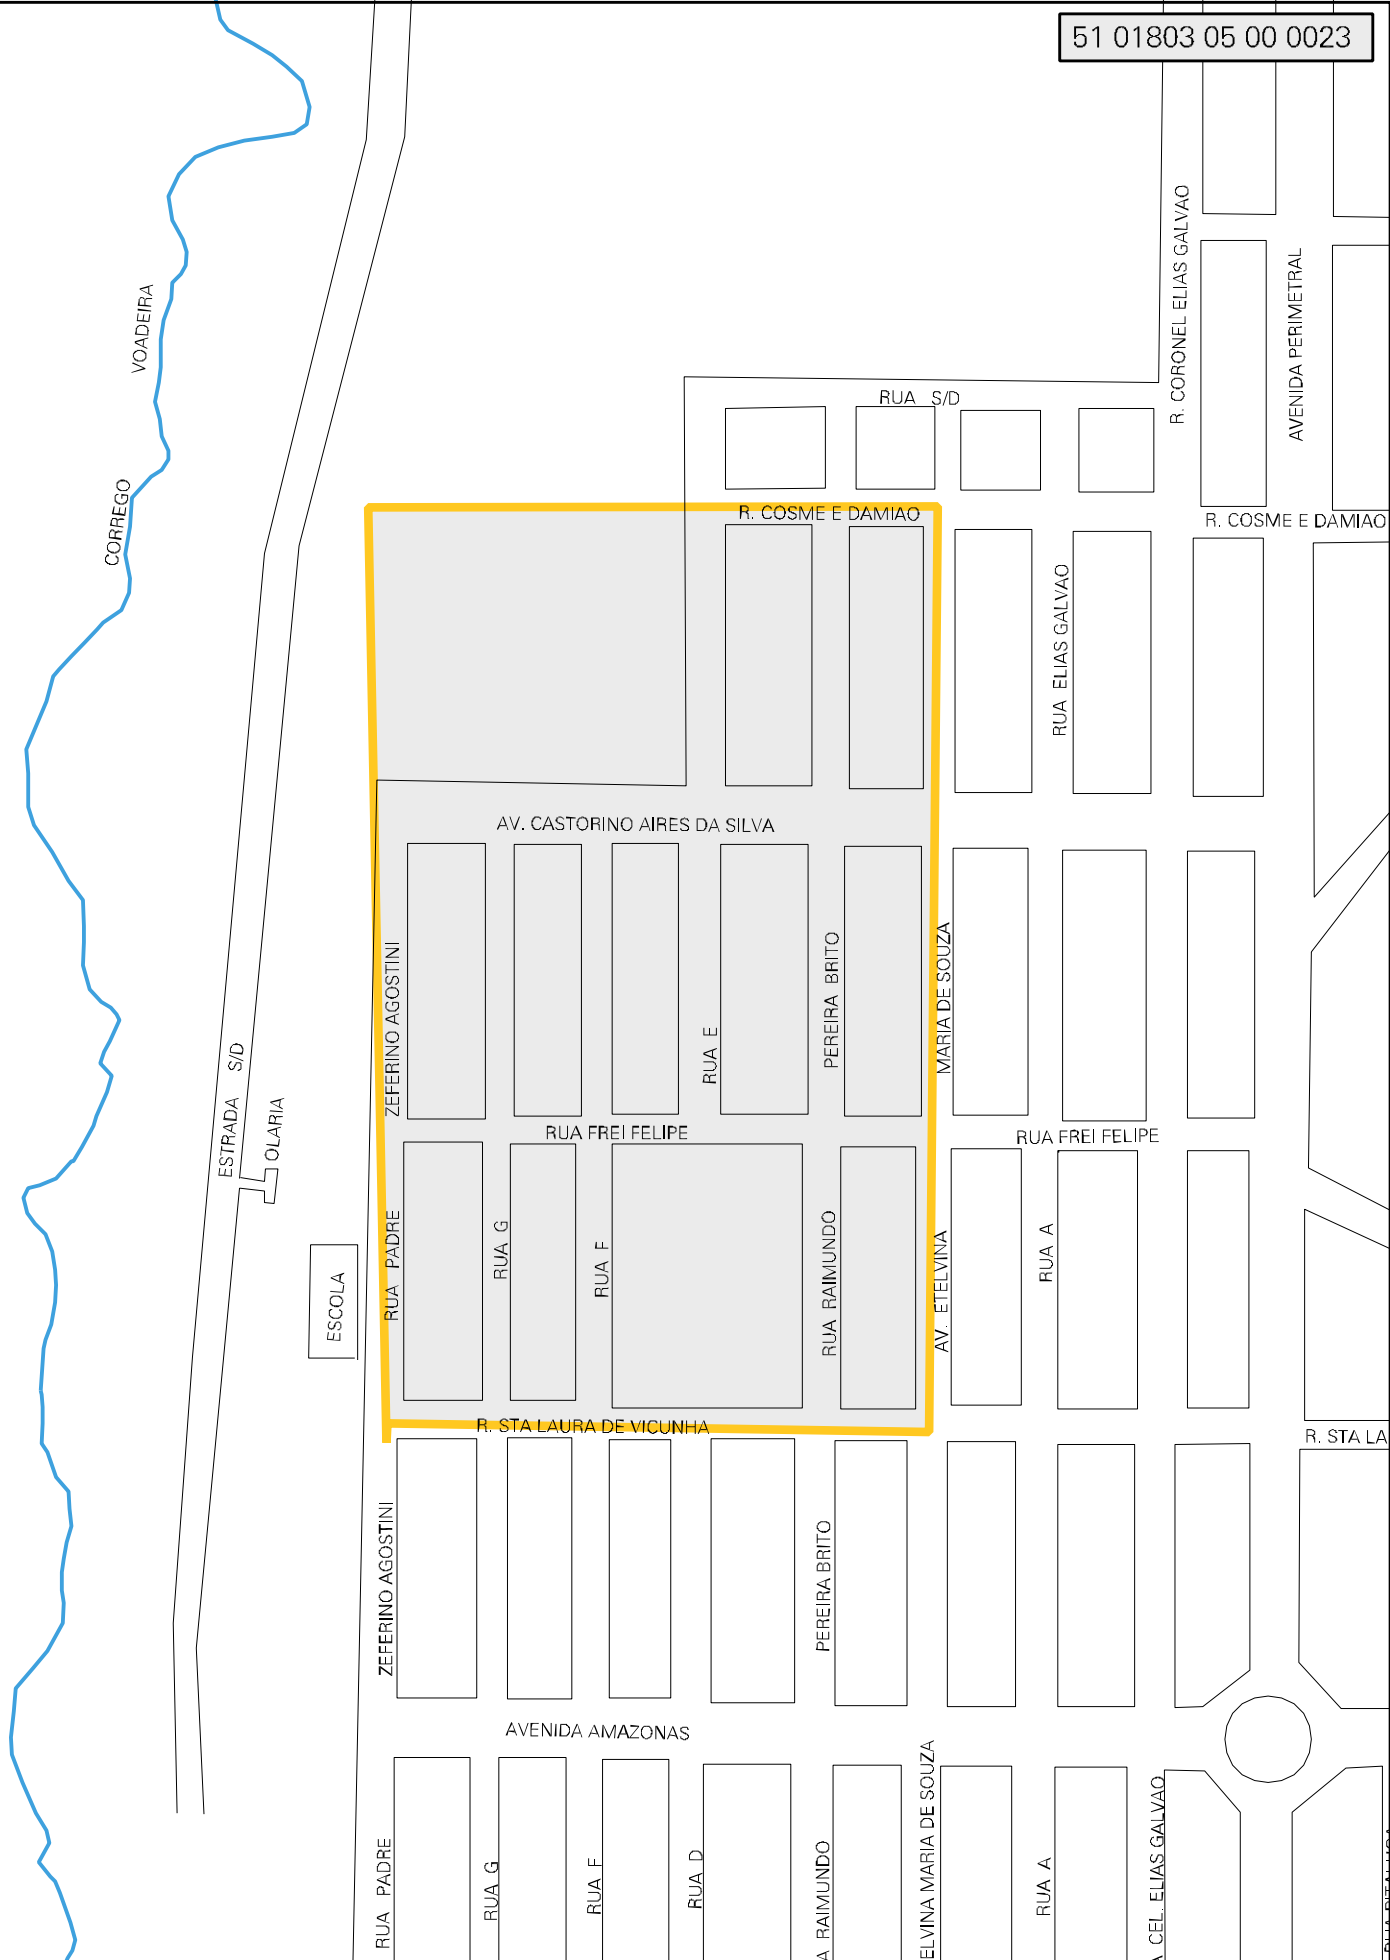 51 01803 05 00 0023
R. CORONEL ELIAS GALVAO
AVENIDA PERIMETRAL
VOADEIRA
CORREGO
RUA S/D
R. COSME E DAMIAO
R. COSME E DAMIAO
RUA ELIAS GALVAO
AV. CASTORINO AIRES DA SILVA
ZEFERINO AGOSTINI
RUA E
PEREIRA BRITO
MARIA DE SOUZA
ESTRADA S/D
OLARIA
RUA FREI FELIPE
RUA FREI FELIPE
ESCOLA
RUA PADRE
RUA G
RUA F
RUA RAIMUNDO
AV. ETELVINA
RUA A
R. STA LAURA DE VICUNHA
R. STA LA
ZEFERINO AGOSTINI
PEREIRA BRITO
AVENIDA AMAZONAS
RUA PADRE
RUA G
RUA F
RUA D
A RAIMUNDO
ELVINA MARIA DE SOUZA
RUA A
A CEL. ELIAS GALVAO